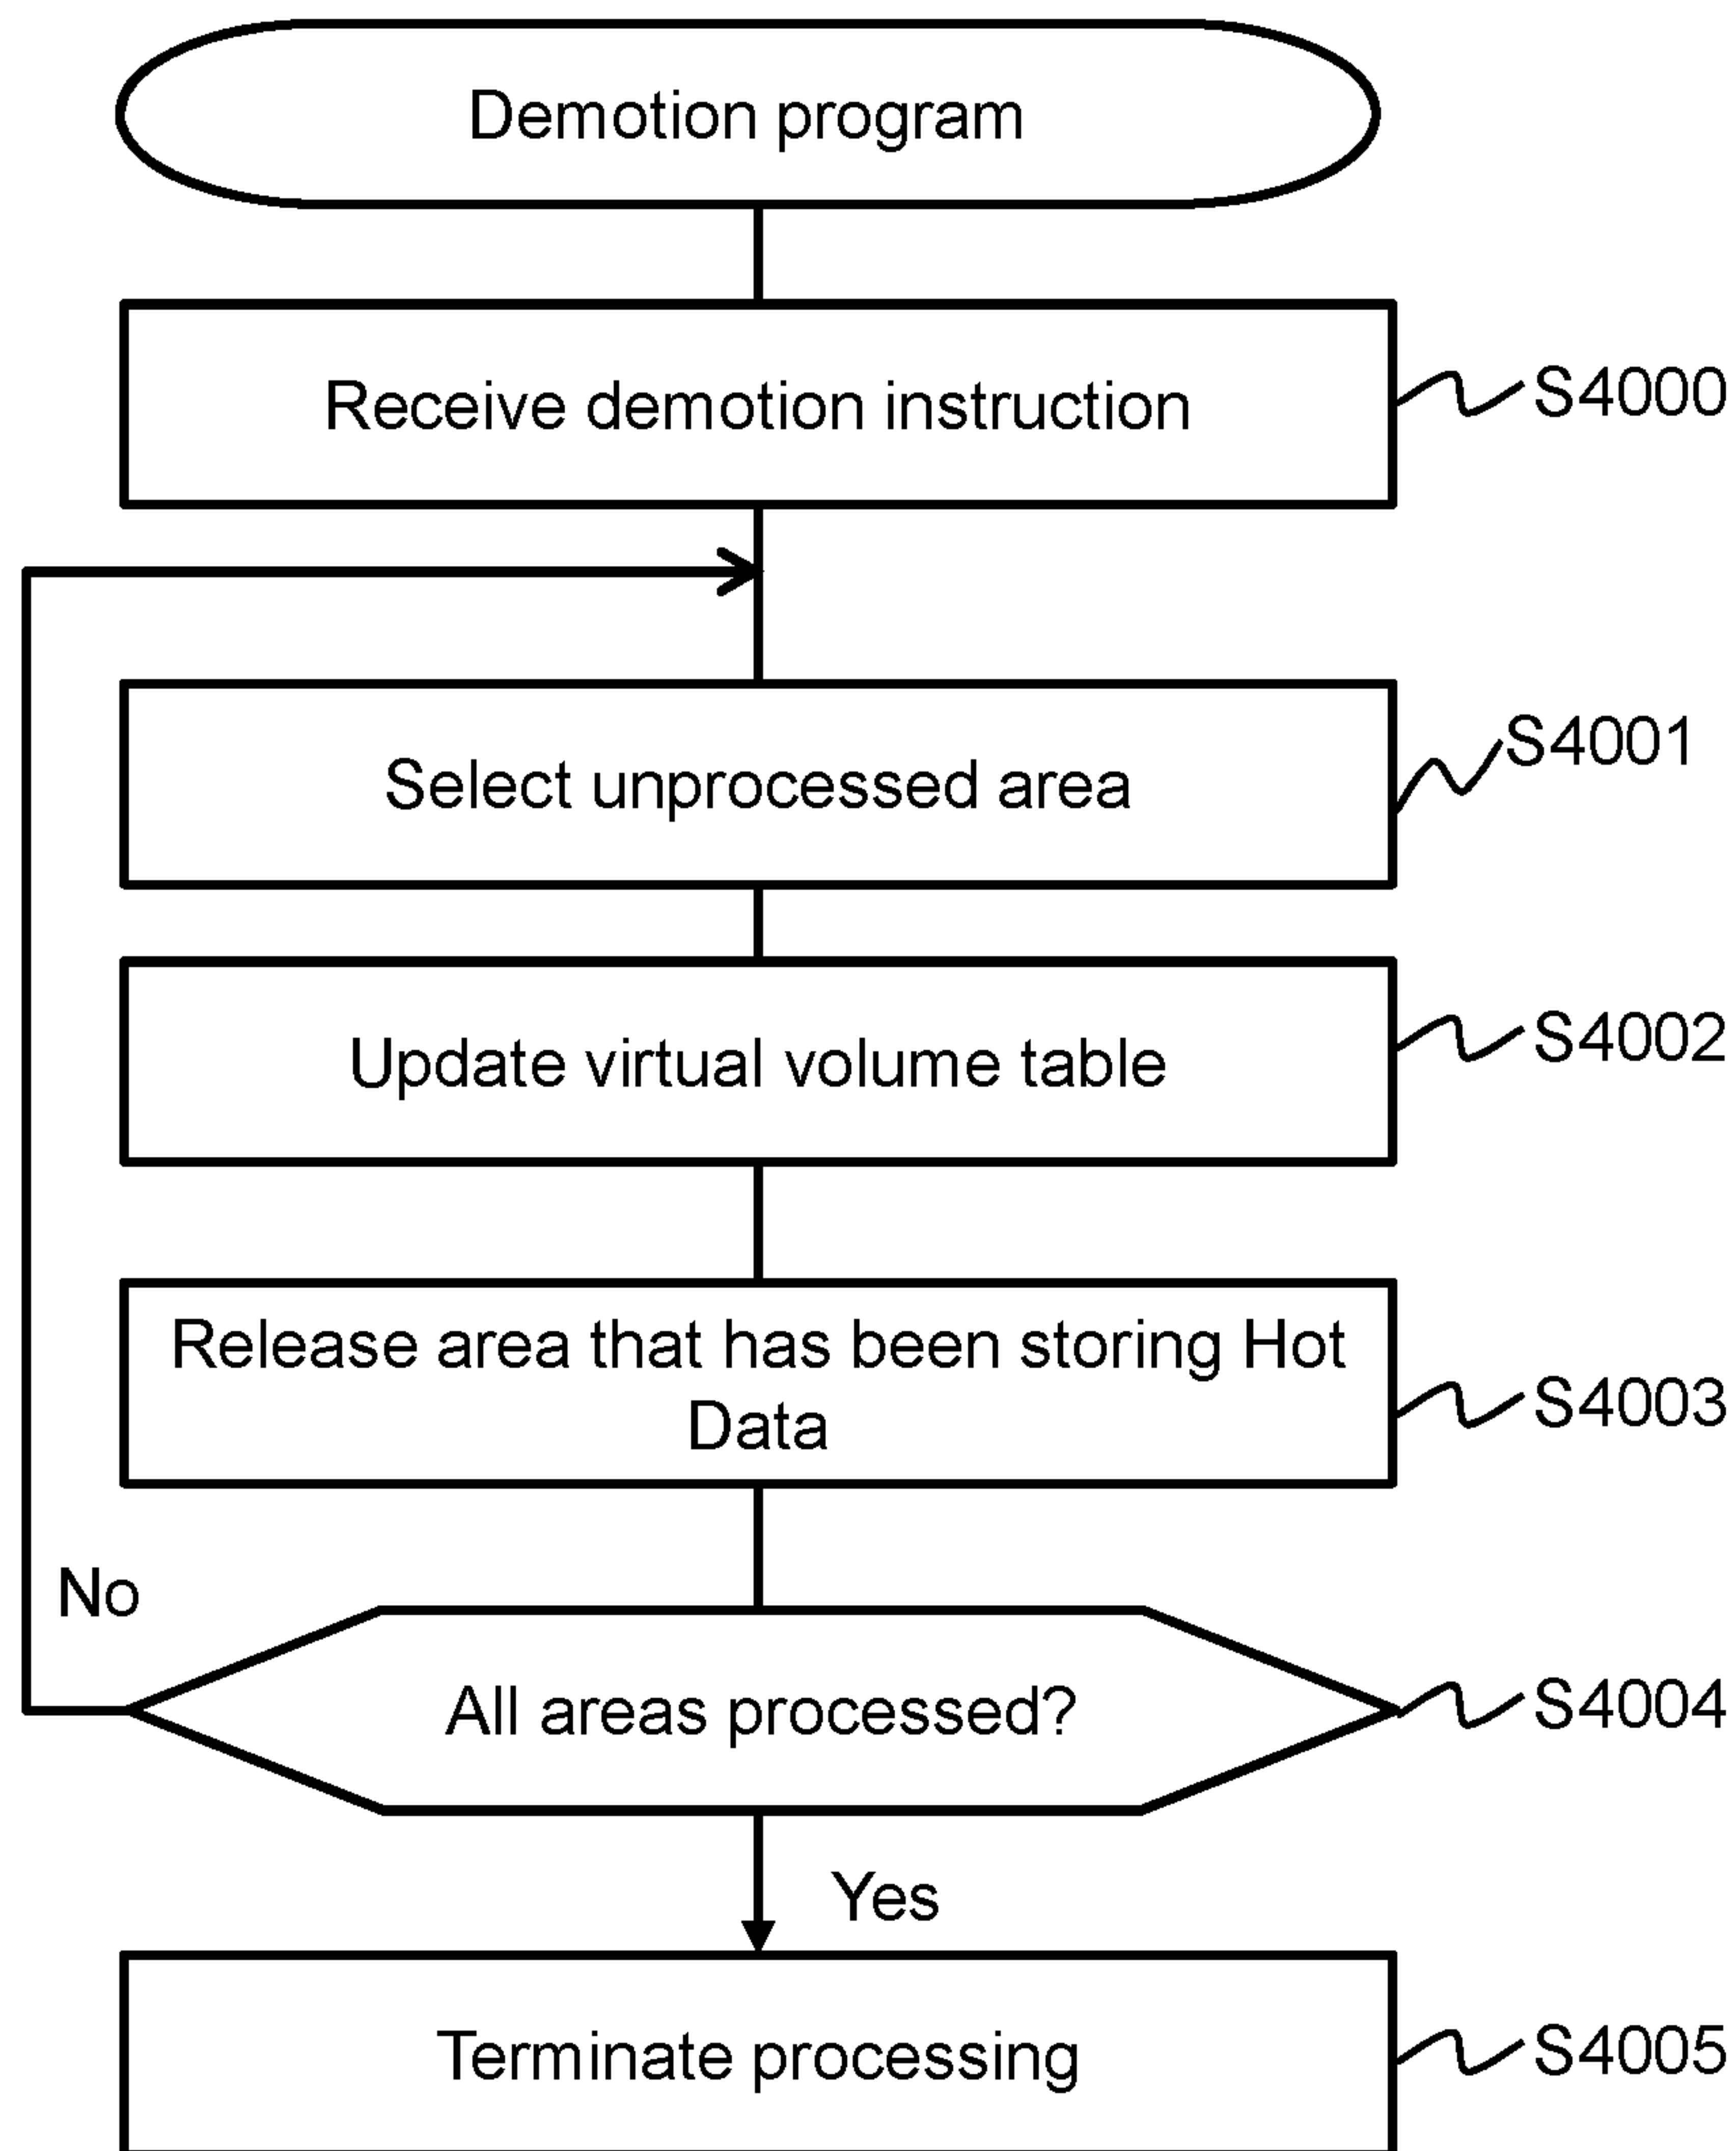 Demotion program
Receive demotion instruction
S4000
Select unprocessed area
S4001
Update virtual volume table
S4002
Release area that has been storing Hot
Data
S4003
No
All areas processed?
S4004
Yes
Terminate processing
S4005